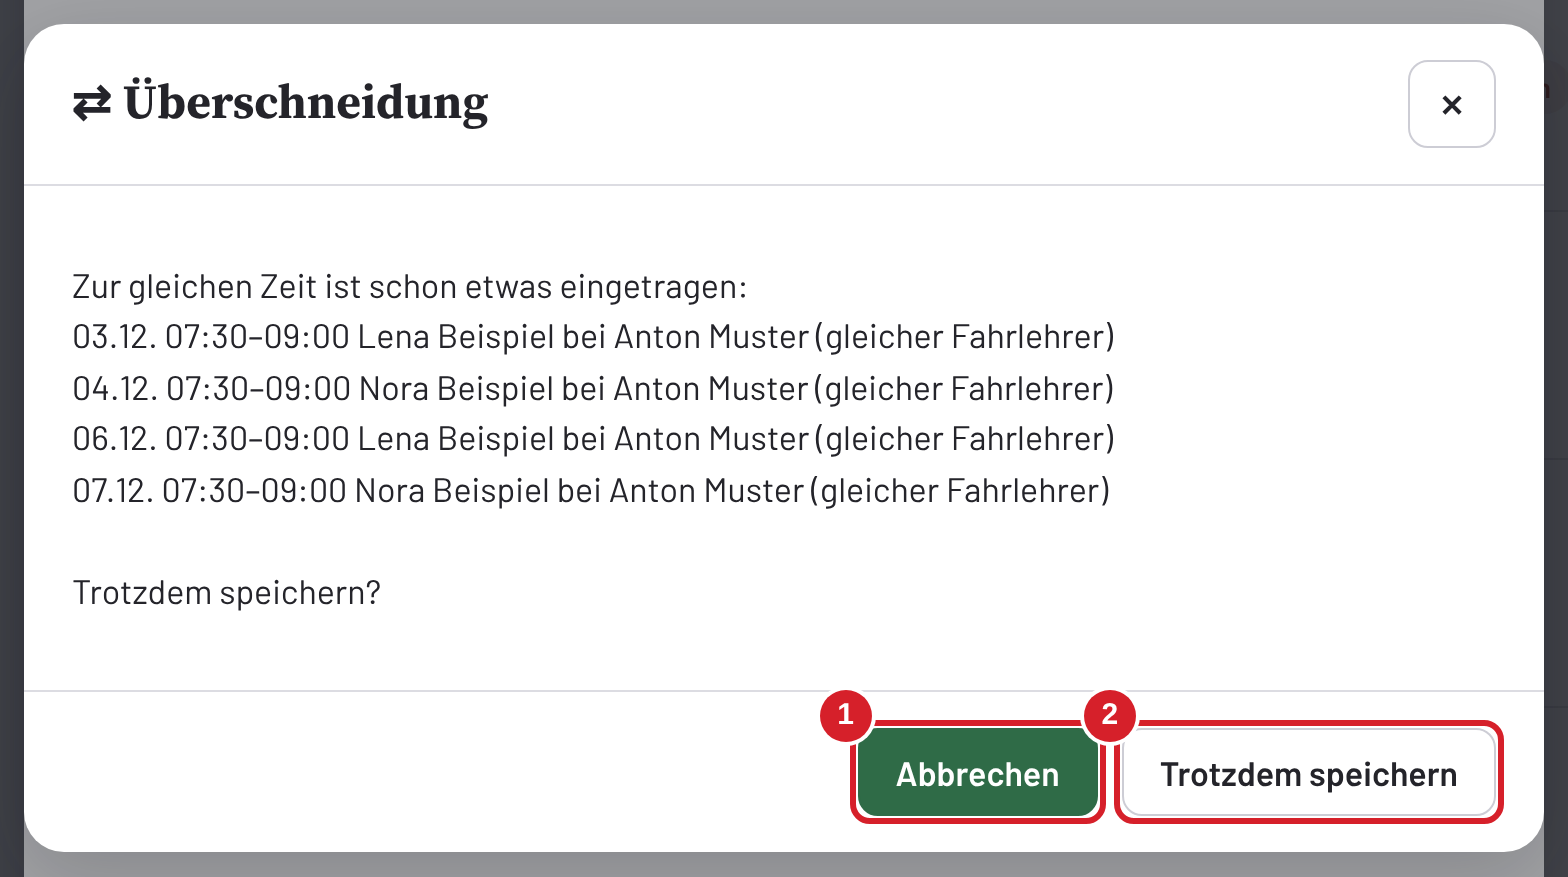 ⇄ Überschneidung
×
Zur gleichen Zeit ist schon etwas eingetragen:
03.12. 07:30–09:00 Lena Beispiel bei Anton Muster (gleicher Fahrlehrer)
04.12. 07:30–09:00 Nora Beispiel bei Anton Muster (gleicher Fahrlehrer)
06.12. 07:30–09:00 Lena Beispiel bei Anton Muster (gleicher Fahrlehrer)
07.12. 07:30–09:00 Nora Beispiel bei Anton Muster (gleicher Fahrlehrer)
Trotzdem speichern?
1 2
Abbrechen Trotzdem speichern